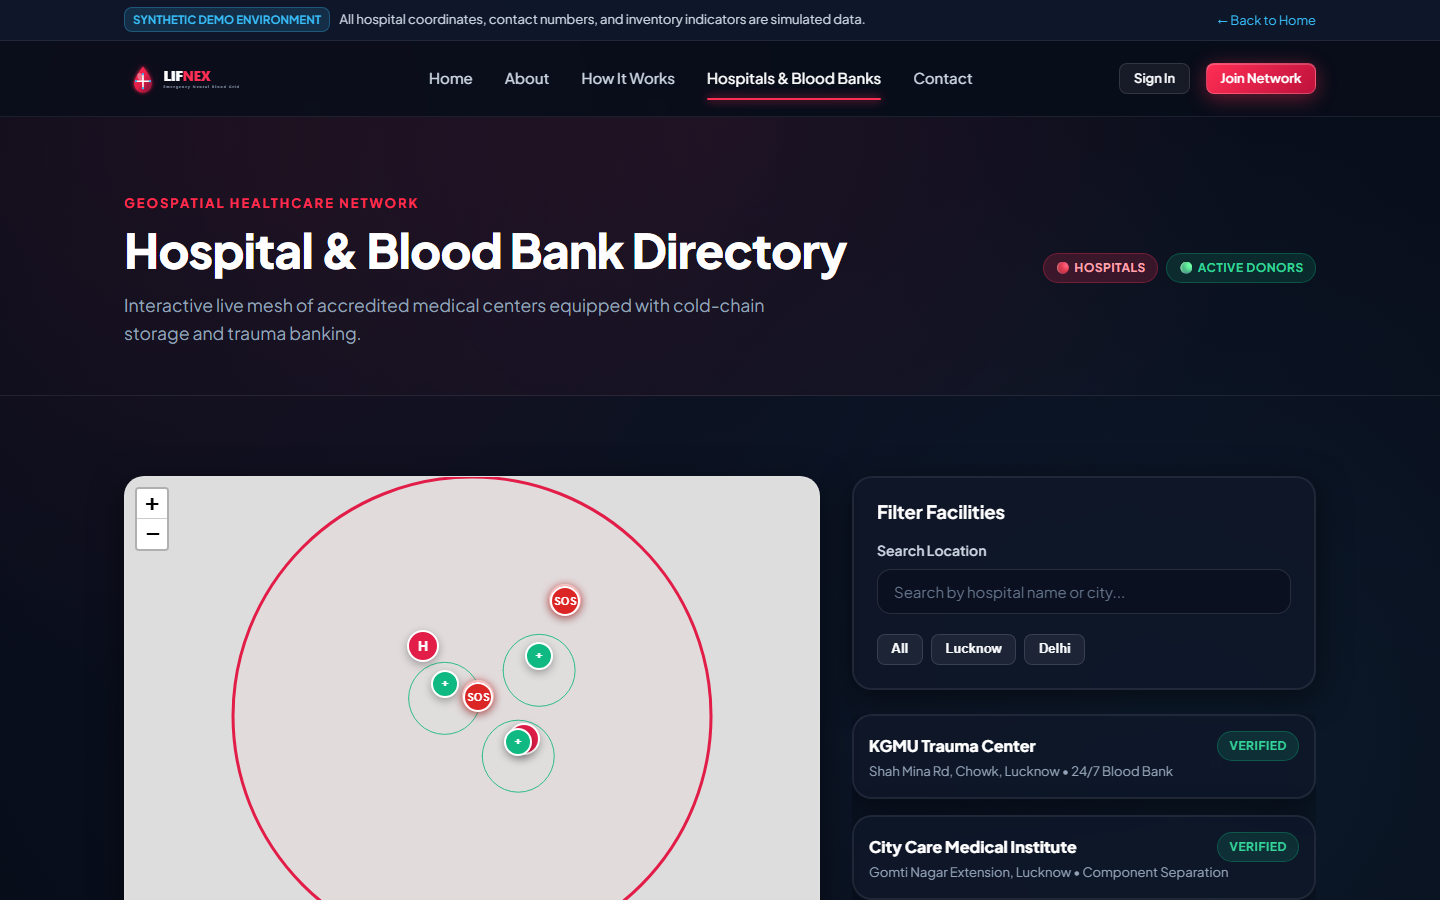 SYNTHETIC DEMO ENVIRONMENT All hospital coordinates, contact numbers, and inventory indicators are simulated data. ←Back to Home
LIFNEX
Emergency Neural Blood Grid
Home About How It Works Hospitals & Blood Banks Contact Sign In Join Network
GEOSPATIAL HEALTHCARE NETWORK
Hospital & Blood Bank Directory
HOSPITALS ACTIVE DONORS
Interactive live mesh of accredited medical centers equipped with cold-chain
storage and trauma banking.
+
−
SOS
H
+
+
SOS
+
Filter Facilities
Search Location
Search by hospital name or city...
All Lucknow Delhi
KGMU Trauma Center VERIFIED
Shah Mina Rd, Chowk, Lucknow • 24/7 Blood Bank
City Care Medical Institute VERIFIED
Gomti Nagar Extension, Lucknow • Component Separation